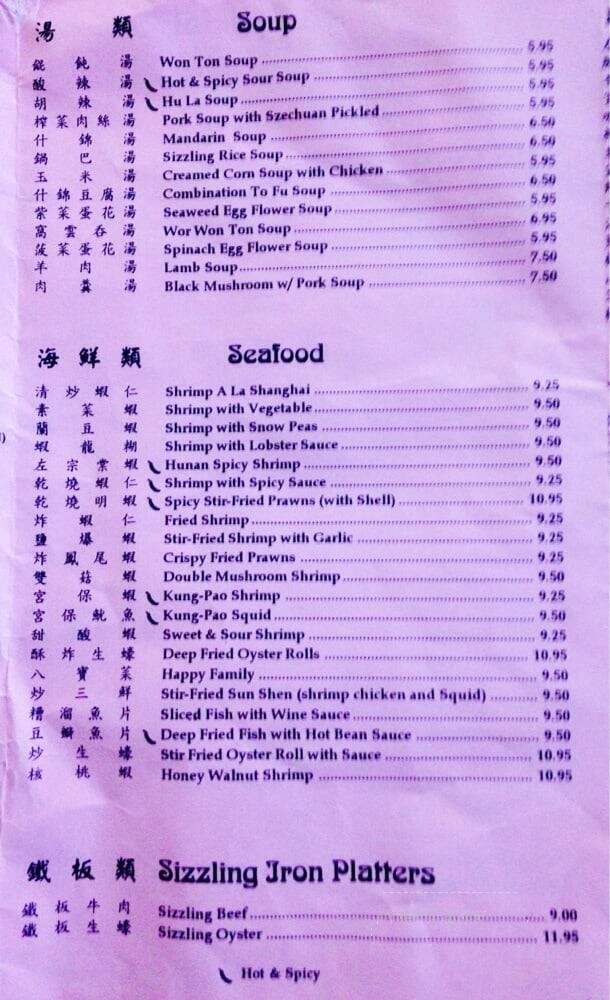 湯 類 Soup
錕 飩 湯 Won Ton Soup 5.95
酸 辣 湯 Hot & Spicy Sour Soup 5.95
胡 辣 湯 Hu La Soup 5.95
榨 菜 肉 絲 湯 Pork Soup with Szechuan Pickled 5.95
什 錦 湯 Mandarin Soup 6.50
鍋 巴 湯 Sizzling Rice Soup 6.50
玉 米 湯 Creamed Corn Soup with Chicken 5.95
什 錦 豆 腐 湯 Combination To Fu Soup 6.50
紫 菜 蛋 花 湯 Seaweed Egg Flower Soup 5.95
窩 雲 吞 湯 Wor Won Ton Soup 6.95
菠 菜 蛋 花 湯 Spinach Egg Flower Soup 5.95
羊 肉 湯 Lamb Soup 7.50
肉 羹 湯 Black Mushroom w/ Pork Soup 7.50
海 鮮 類 Seafood
清 炒 蝦 仁 Shrimp A La Shanghai 9.25
素 菜 蝦 Shrimp with Vegetable 9.50
蘭 豆 蝦 Shrimp with Snow Peas 9.50
蝦 龍 糊 Shrimp with Lobster Sauce 9.50
左 宗 棠 蝦 Hunan Spicy Shrimp 9.50
乾 燒 蝦 仁 Shrimp with Spicy Sauce 9.25
乾 燒 明 蝦 Spicy Stir-Fried Prawns (with Shell) 10.95
炸 蝦 仁 Fried Shrimp 9.25
鹽 爆 蝦 Stir-Fried Shrimp with Garlic 9.25
炸 鳳 尾 蝦 Crispy Fried Prawns 9.25
雙 菇 蝦 Double Mushroom Shrimp 9.50
宮 保 蝦 Kung-Pao Shrimp 9.25
宮 保 魷 魚 Kung-Pao Squid 9.50
甜 酸 蝦 Sweet & Sour Shrimp 9.25
酥 炸 生 蠔 Deep Fried Oyster Rolls 10.95
八 寶 菜 Happy Family 9.50
炒 三 鮮 Stir-Fried Sun Shen (shrimp chicken and Squid) 9.50
糟 溜 魚 片 Sliced Fish with Wine Sauce 9.50
豆 瓣 魚 片 Deep Fried Fish with Hot Bean Sauce 9.50
炒 生 蠔 Stir Fried Oyster Roll with Sauce 10.95
核 桃 蝦 Honey Walnut Shrimp 10.95
鐵 板 類 Sizzling Iron Platters
鐵 板 牛 肉 Sizzling Beef 9.00
鐵 板 生 蠔 Sizzling Oyster 11.95
Hot & Spicy